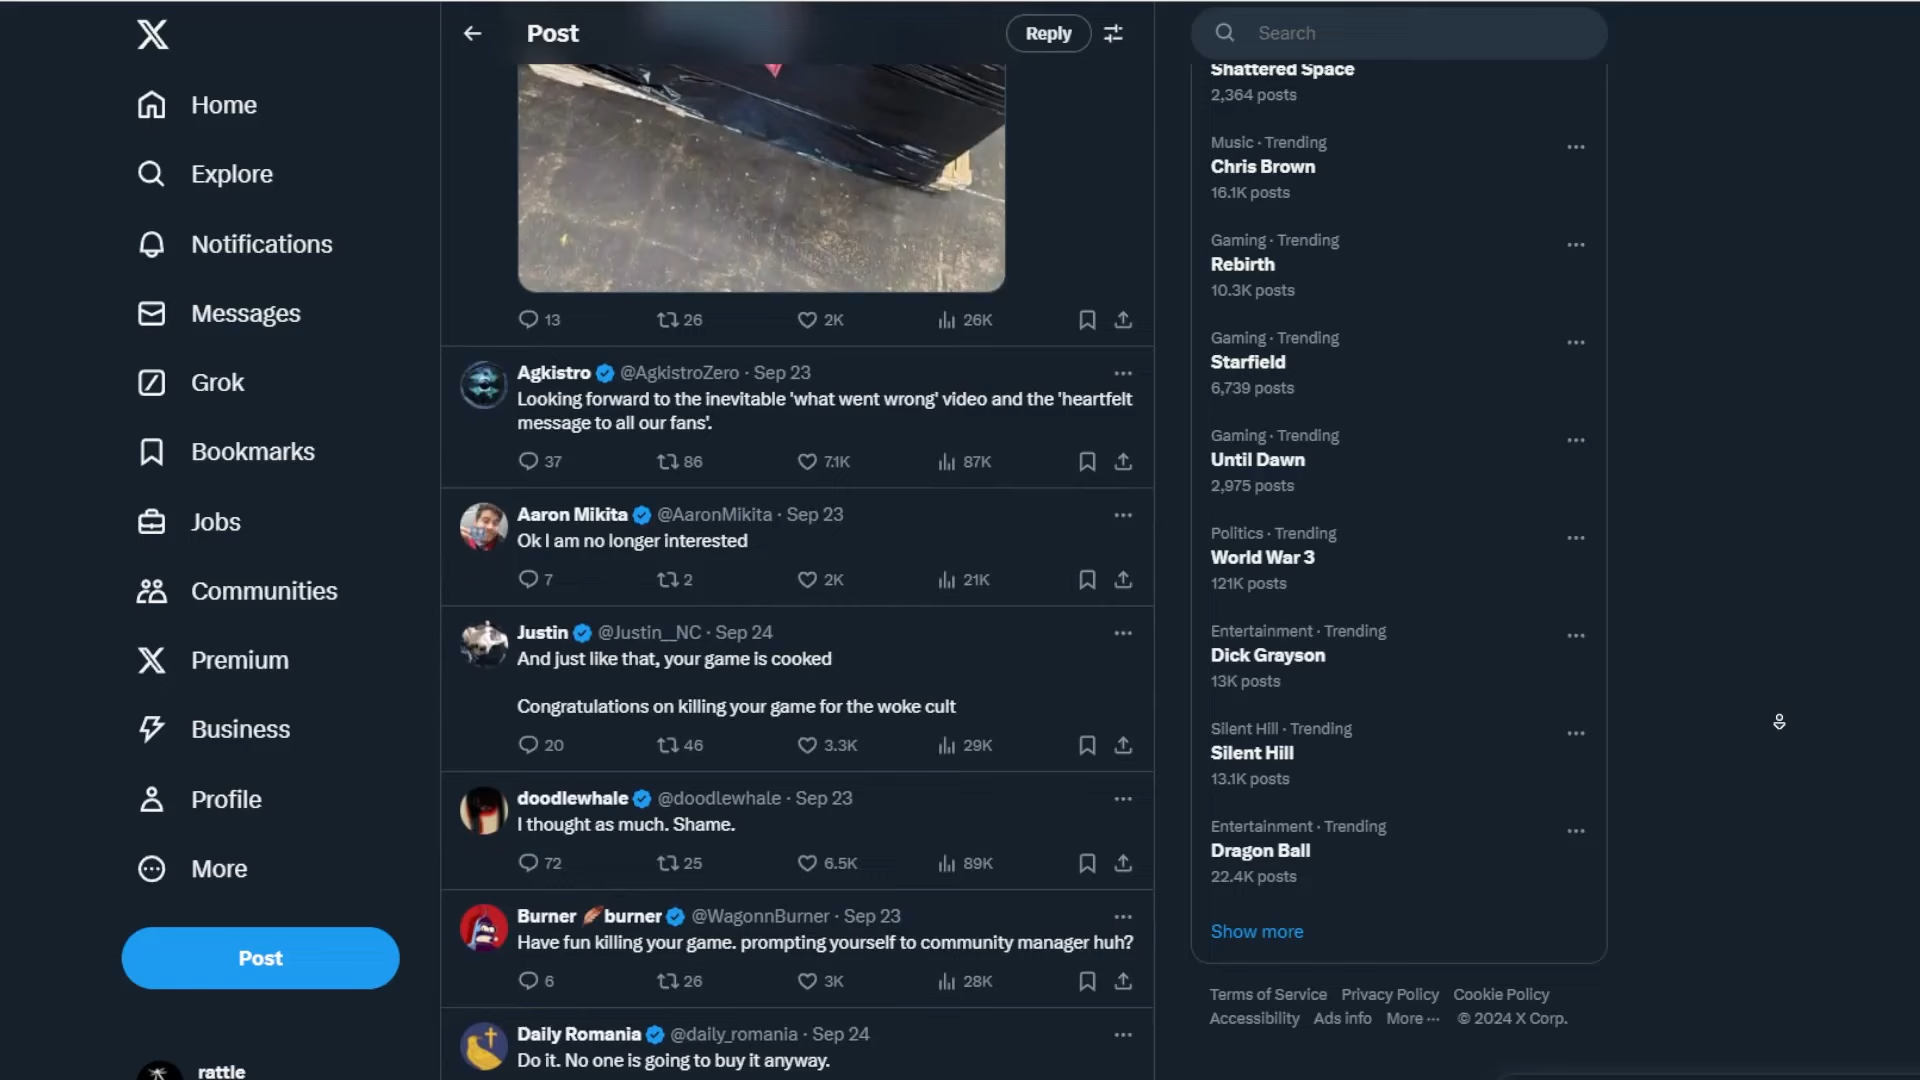 Home
Explore
Notifications
Messages
Grok
Bookmarks
Jobs
Communities
Premium
Business
Profile
More
Post
rattle
Post
Reply
13 26 2K 26K
Agkistro @AgkistroZero · Sep 23
Looking forward to the inevitable 'what went wrong' video and the 'heartfelt
message to all our fans'.
37 86 7.1K 87K
Aaron Mikita @AaronMikita · Sep 23
Ok I am no longer interested
7 2 2K 21K
Justin @Justin__NC · Sep 24
And just like that, your game is cooked
Congratulations on killing your game for the woke cult
20 46 3.3K 29K
doodlewhale @doodlewhale · Sep 23
I thought as much. Shame.
72 25 6.5K 89K
Burner burner @WagonnBurner · Sep 23
Have fun killing your game. prompting yourself to community manager huh?
6 26 3K 28K
Daily Romania @daily_romania · Sep 24
Do it. No one is going to buy it anyway.
Search
Shattered Space
2,364 posts
Music · Trending
Chris Brown
16.1K posts
Gaming · Trending
Rebirth
10.3K posts
Gaming · Trending
Starfield
6,739 posts
Gaming · Trending
Until Dawn
2,975 posts
Politics · Trending
World War 3
121K posts
Entertainment · Trending
Dick Grayson
13K posts
Silent Hill · Trending
Silent Hill
13.1K posts
Entertainment · Trending
Dragon Ball
22.4K posts
Show more
Terms of Service Privacy Policy Cookie Policy
Accessibility Ads info More ··· © 2024 X Corp.